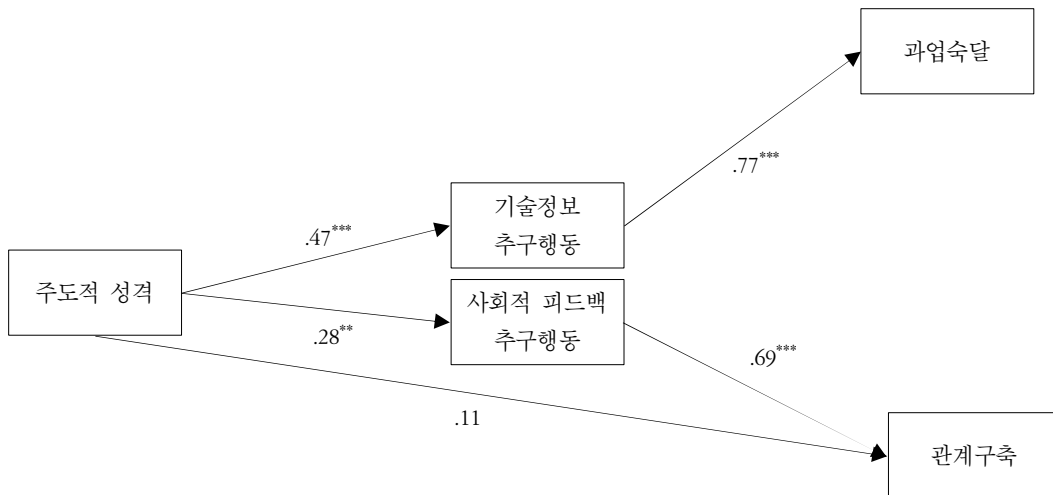 과업숙달
.77***
기술정보
추구행동
.47***
주도적 성격
사회적 피드백
추구행동
.28**
.69***
.11
관계구축